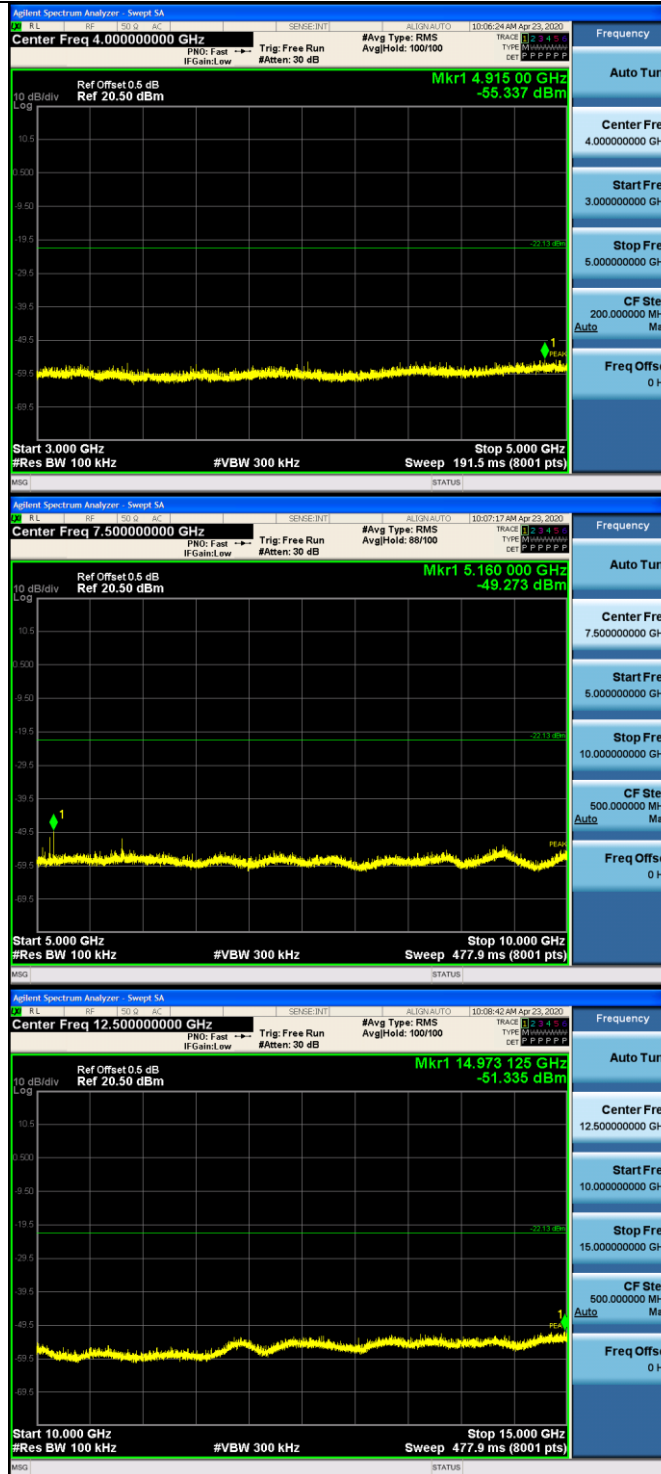 Agilent Spectrum Analyzer - Swept SA
RL RF 50 Ω AC SENSE:INT ALIGNAUTO 10:06:24 AM Apr 23, 2020
Center Freq 4.000000000 GHz #Avg Type: RMS TRACE 1 2 3 4 5 6
PNO: Fast Trig: Free Run Avg|Hold: 100/100 TYPE M
IFGain:Low #Atten: 30 dB DET P P P P P P
Frequency
Mkr1 4.915 00 GHz
Ref Offset 0.5 dB
10 dB/div Ref 20.50 dBm -55.337 dBm
Log
10.5
0.500
-9.50
-19.5
-22.13 dBm
-29.5
-39.5
-49.5
1
PEAK
-59.5
-69.5
Start 3.000 GHz Stop 5.000 GHz
#Res BW 100 kHz #VBW 300 kHz Sweep 191.5 ms (8001 pts)
MSG STATUS
Auto Tun
Center Fre
4.000000000 GH
Start Fre
3.000000000 GH
Stop Fre
5.000000000 GH
CF Ste
200.000000 MH
Auto Ma
Freq Offse
0 H
Agilent Spectrum Analyzer - Swept SA
RL RF 50 Ω AC SENSE:INT ALIGNAUTO 10:07:17 AM Apr 23, 2020
Center Freq 7.500000000 GHz #Avg Type: RMS TRACE 1 2 3 4 5 6
PNO: Fast Trig: Free Run Avg|Hold: 88/100 TYPE M
IFGain:Low #Atten: 30 dB DET P P P P P P
Frequency
Mkr1 5.160 000 GHz
Ref Offset 0.5 dB
10 dB/div Ref 20.50 dBm -49.273 dBm
Log
10.5
0.500
-9.50
-19.5
-22.13 dBm
-29.5
-39.5
1
-49.5
PEAK
-59.5
-69.5
Start 5.000 GHz Stop 10.000 GHz
#Res BW 100 kHz #VBW 300 kHz Sweep 477.9 ms (8001 pts)
MSG STATUS
Auto Tun
Center Fre
7.500000000 GH
Start Fre
5.000000000 GH
Stop Fre
10.000000000 GH
CF Ste
500.000000 MH
Auto Ma
Freq Offse
0 H
Agilent Spectrum Analyzer - Swept SA
RL RF 50 Ω AC SENSE:INT ALIGNAUTO 10:08:42 AM Apr 23, 2020
Center Freq 12.500000000 GHz #Avg Type: RMS TRACE 1 2 3 4 5 6
PNO: Fast Trig: Free Run Avg|Hold: 100/100 TYPE M
IFGain:Low #Atten: 30 dB DET P P P P P P
Frequency
Mkr1 14.973 125 GHz
Ref Offset 0.5 dB
10 dB/div Ref 20.50 dBm -51.335 dBm
Log
10.5
0.500
-9.50
-19.5
-22.13 dBm
-29.5
-39.5
1
-49.5
PEAK
-59.5
-69.5
Start 10.000 GHz Stop 15.000 GHz
#Res BW 100 kHz #VBW 300 kHz Sweep 477.9 ms (8001 pts)
MSG STATUS
Auto Tun
Center Fre
12.500000000 GH
Start Fre
10.000000000 GH
Stop Fre
15.000000000 GH
CF Ste
500.000000 MH
Auto Ma
Freq Offse
0 H